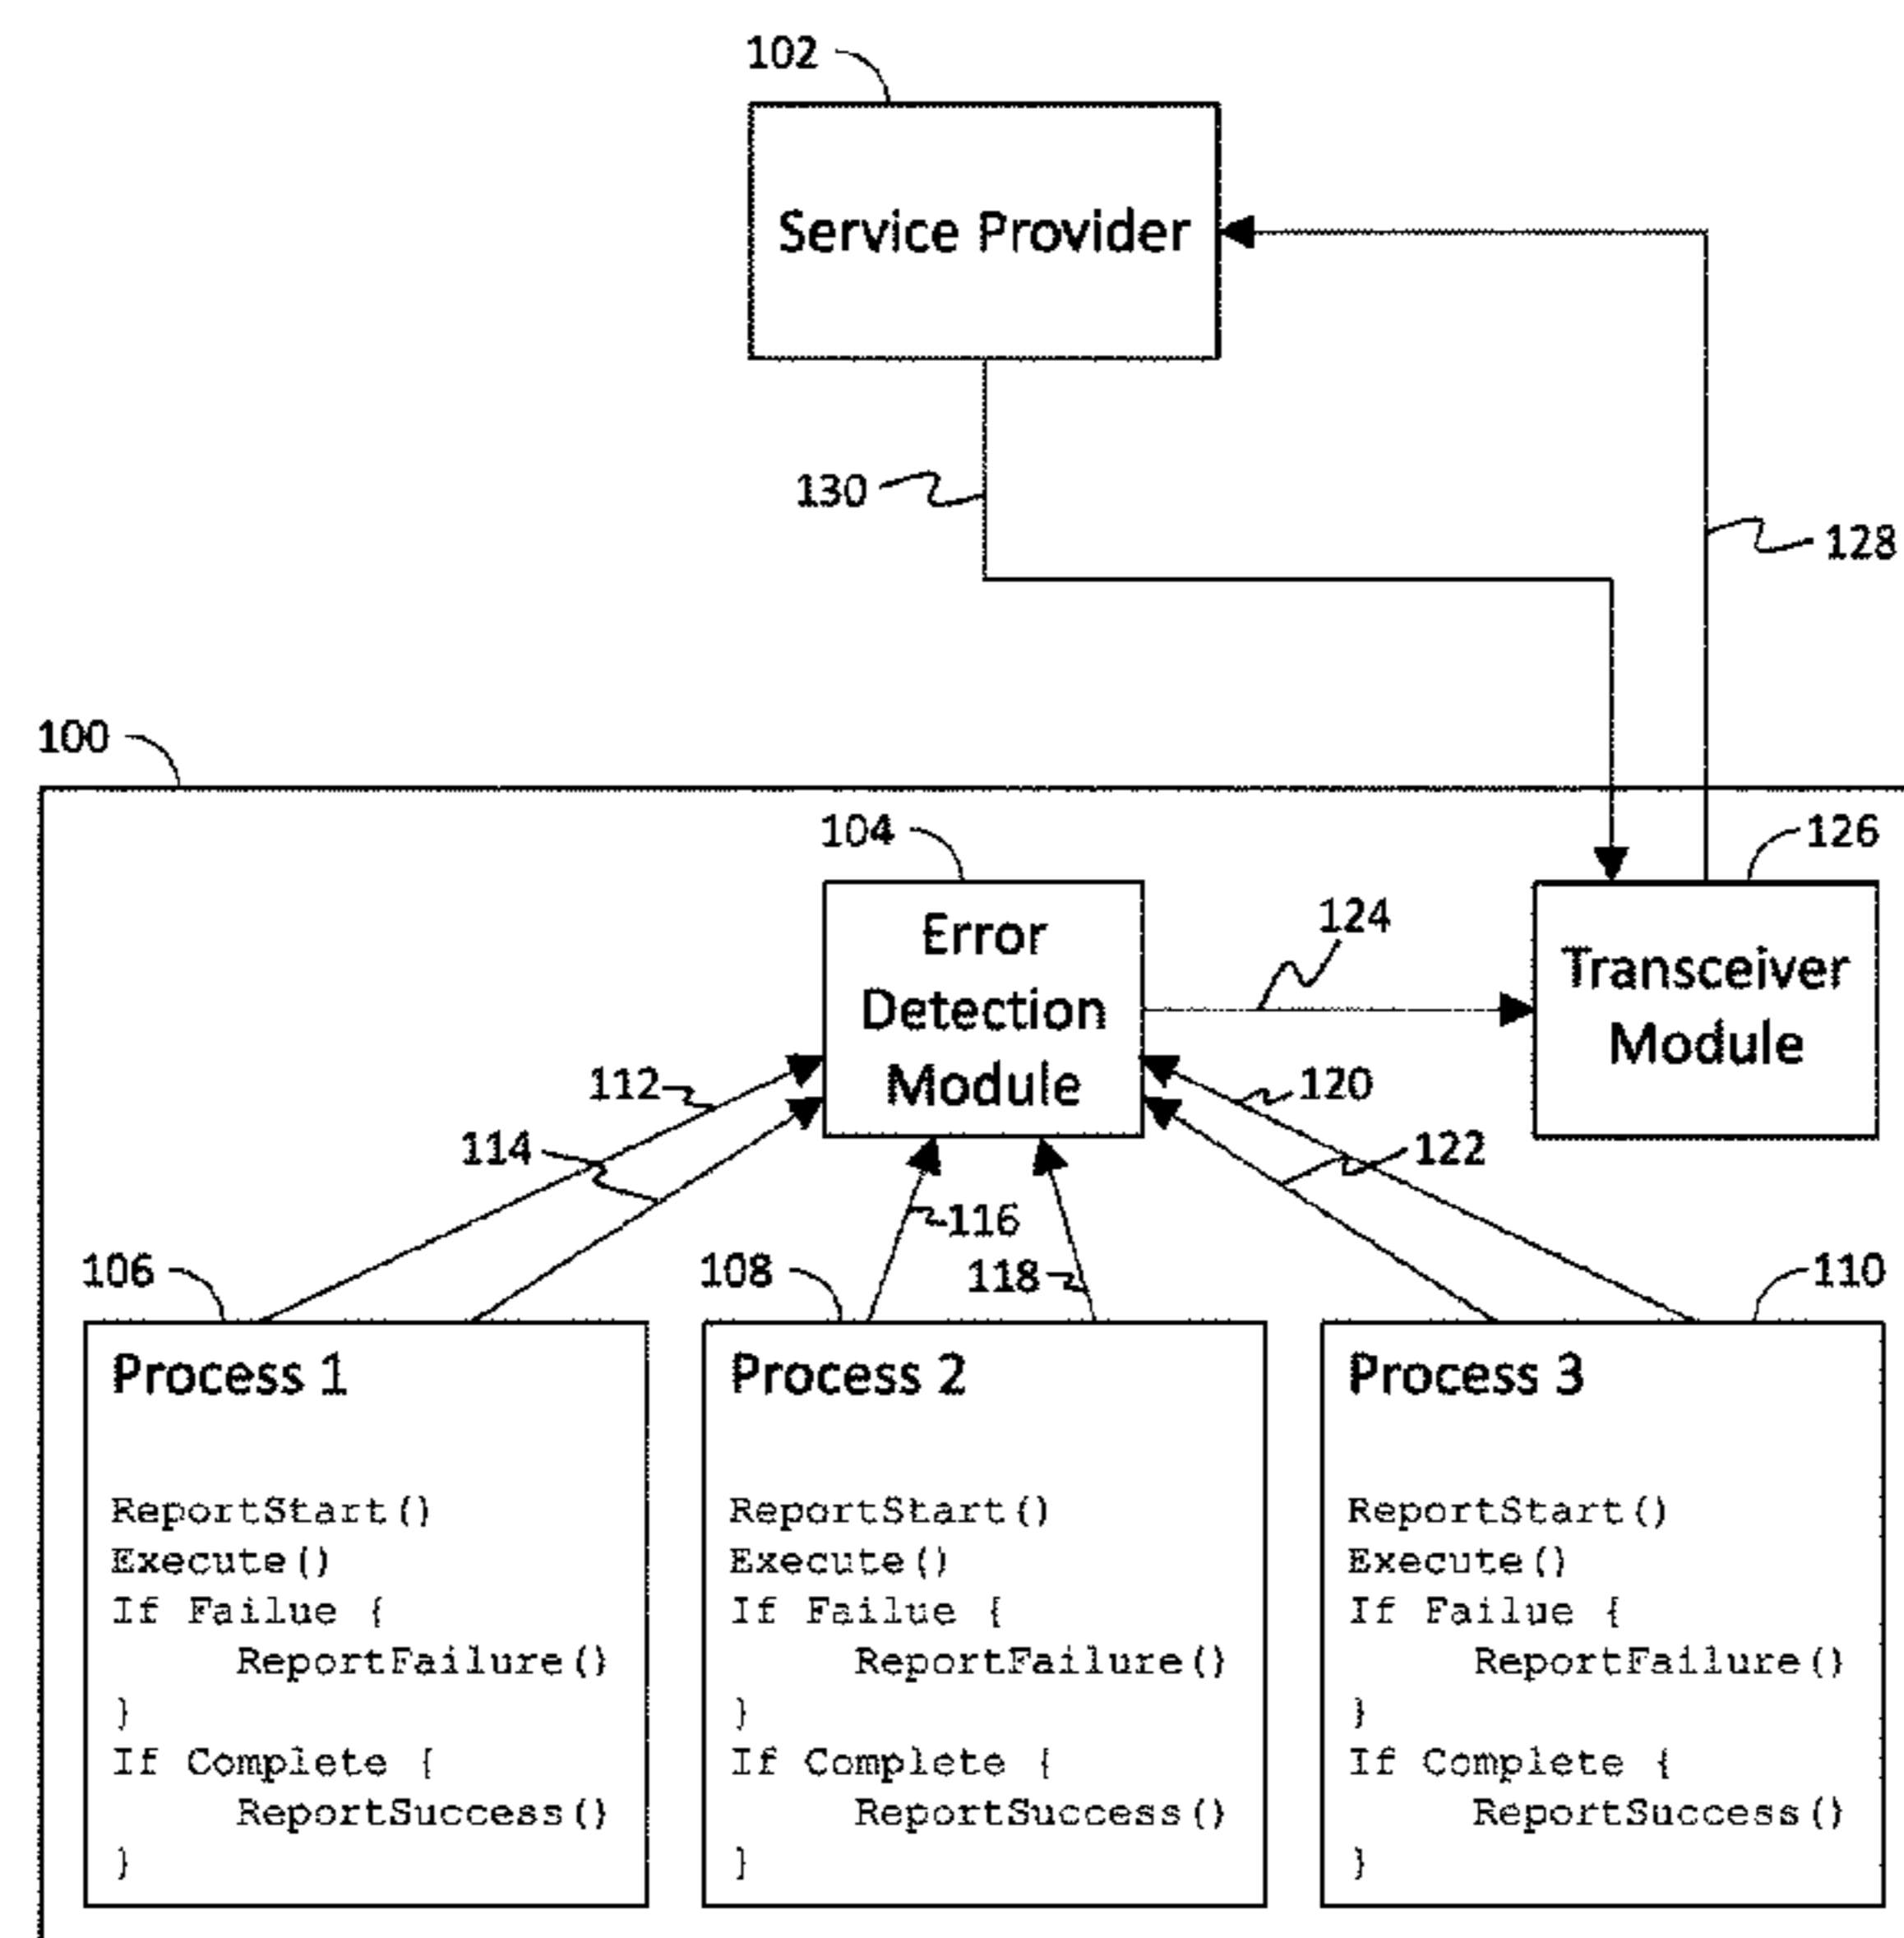 102
Service Provider
130
128
100
104
126
Error
Detection
Module
124
Transceiver
Module
112
120
114
122
116
118
106
108
110
Process 1
ReportStart()
Execute()
If Failue {
    ReportFailure()
}
If Complete {
    ReportSuccess()
}
Process 2
ReportStart()
Execute()
If Failue {
    ReportFailure()
}
If Complete {
    ReportSuccess()
}
Process 3
ReportStart()
Execute()
If Failue {
    ReportFailure()
}
If Complete {
    ReportSuccess()
}